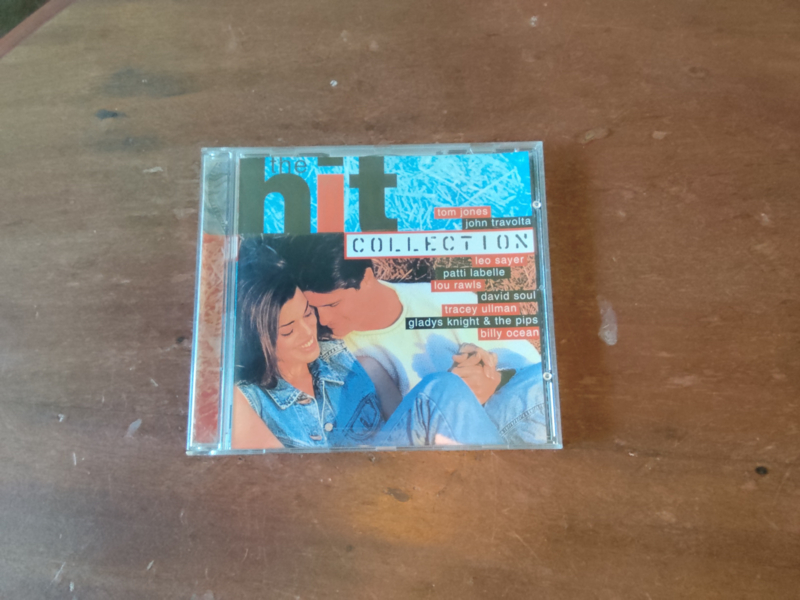 the
hit
tom jones
john travolta
COLLECTION
leo sayer
patti labelle
lou rawls
david soul
tracey ullman
gladys knight & the pips
billy ocean